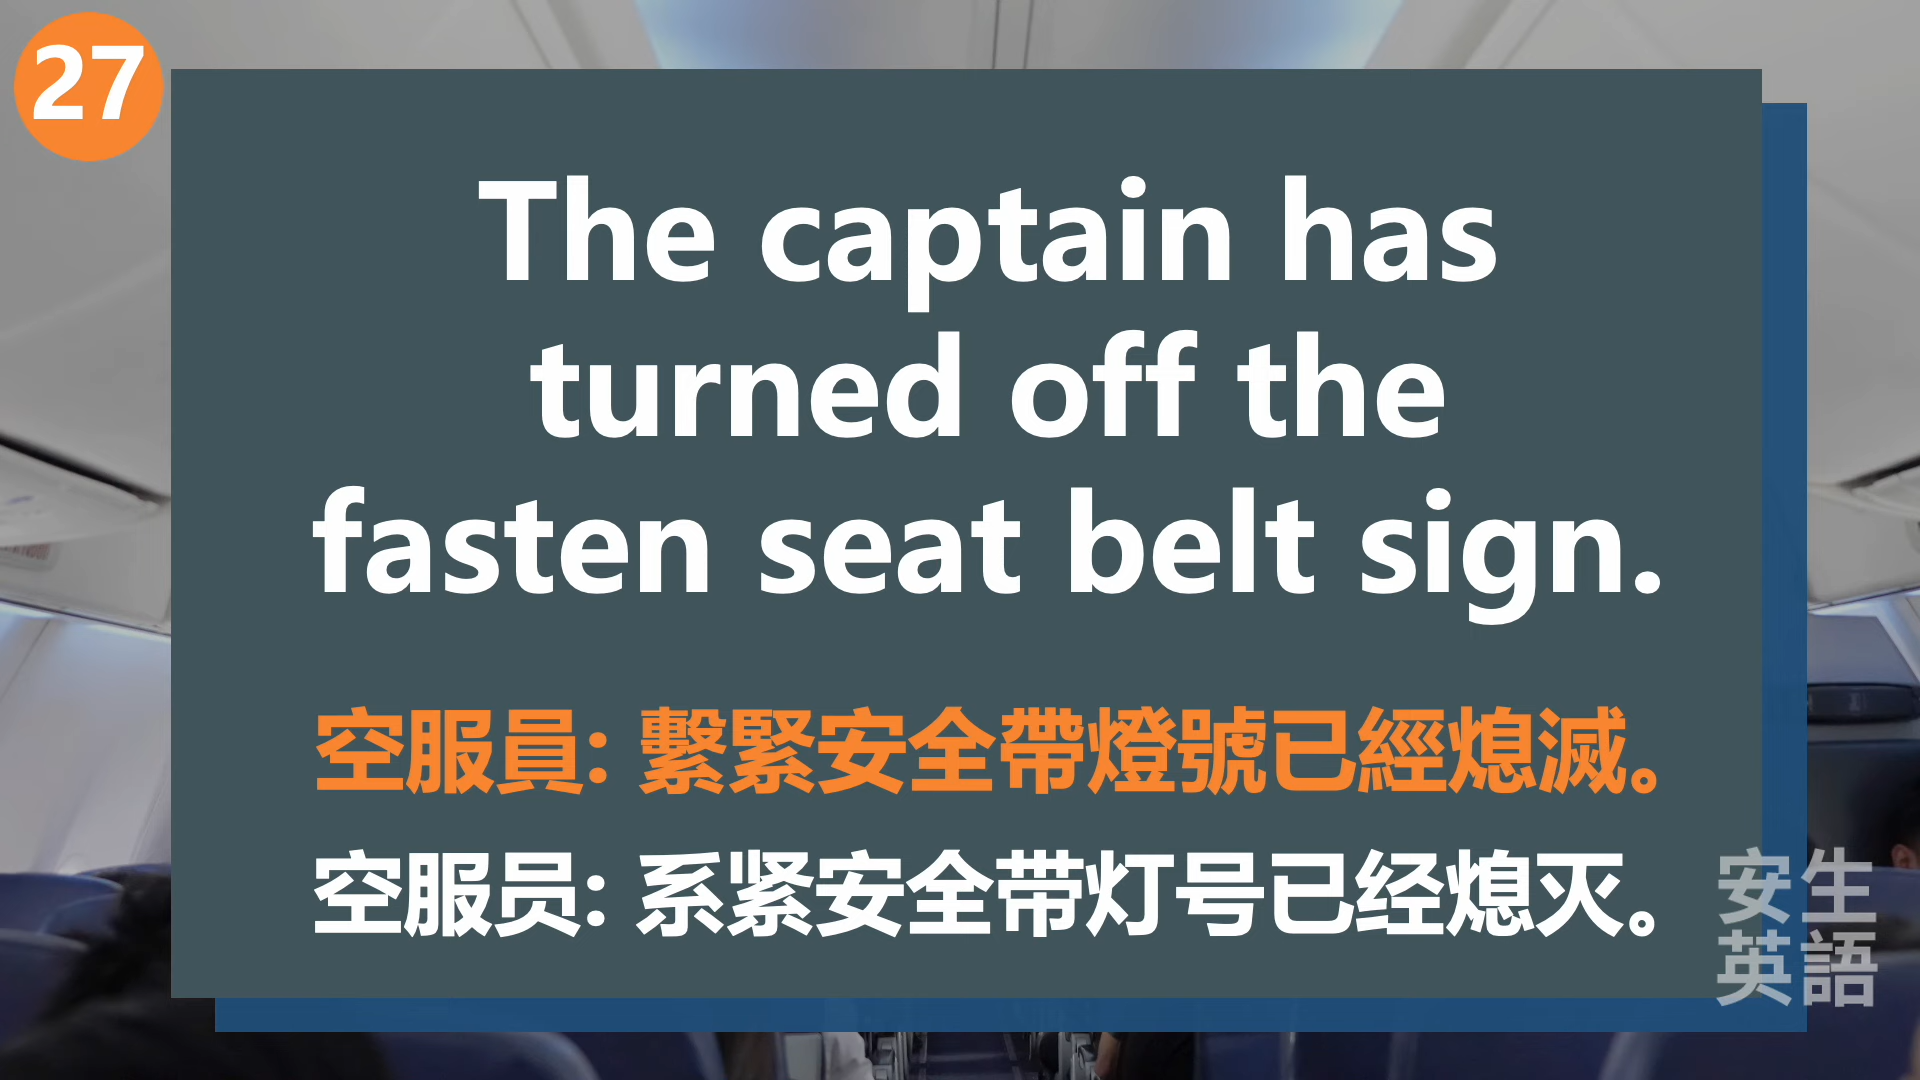 27
The captain has
turned off the
fasten seat belt sign.
空服員: 繫緊安全帶燈號已經熄滅。
空服员: 系紧安全带灯号已经熄灭。
安生
英語